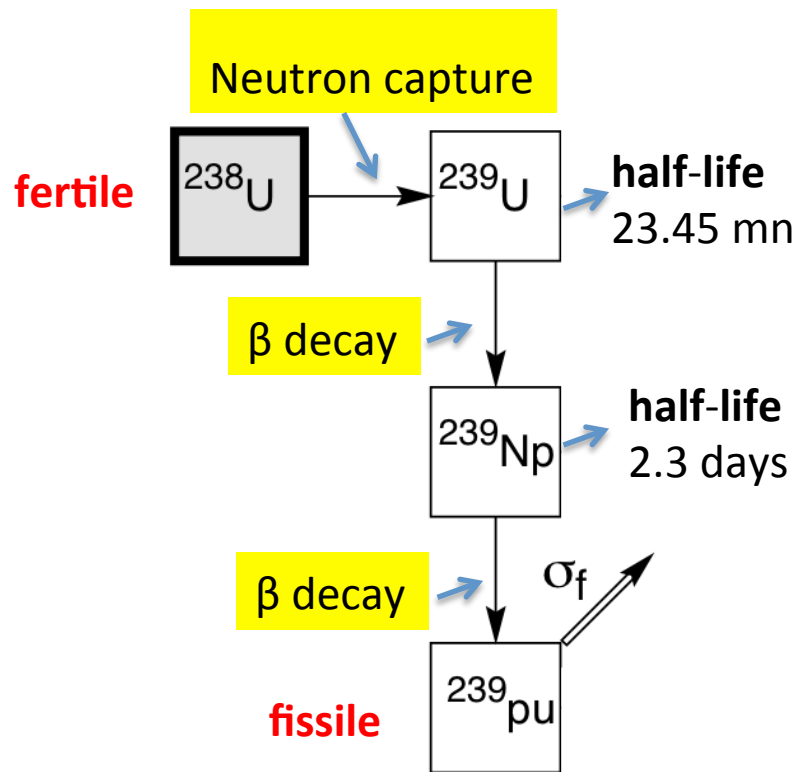 Neutron capture
fertile
²³⁸U
²³⁹U
half-life
23.45 mn
β decay
²³⁹Np
half-life
2.3 days
β decay
σf
fissile
²³⁹pu